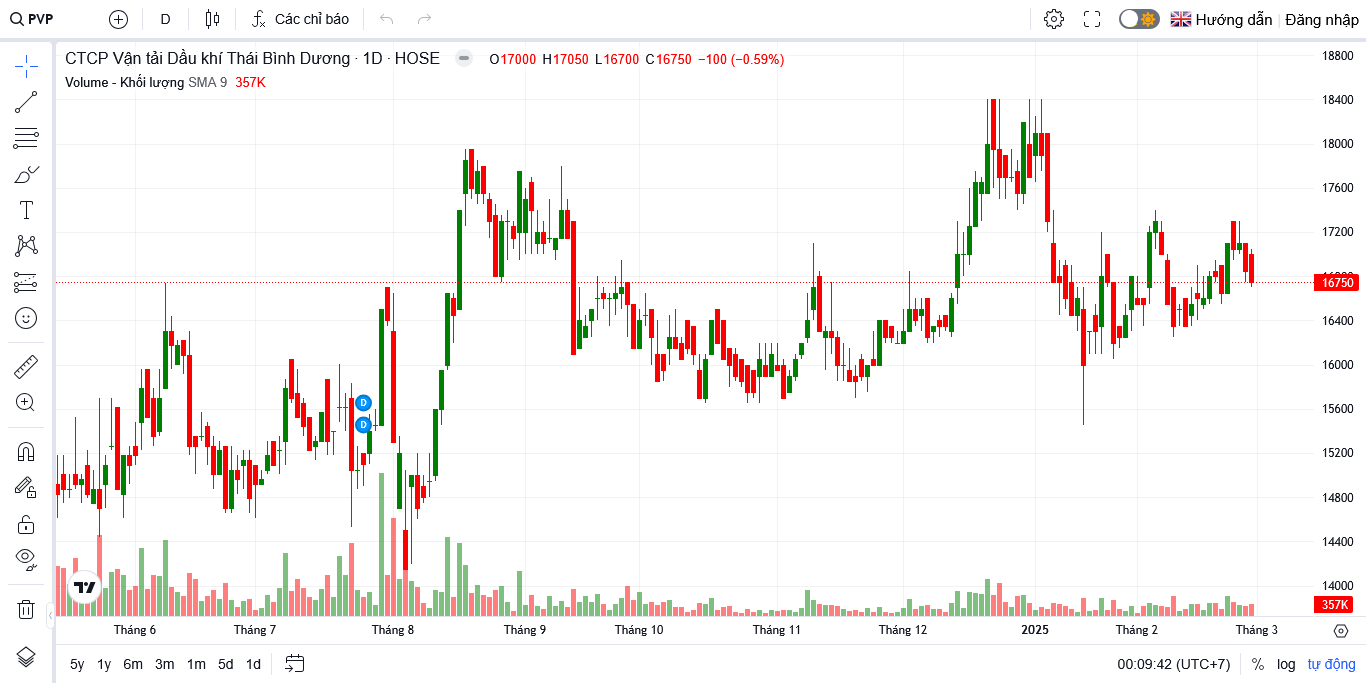 PVP D Các chỉ báo Hướng dẫn Đăng nhập
CTCP Vận tải Dầu khí Thái Bình Dương · 1D · HOSE O17000 H17050 L16700 C16750 −100 (−0.59%)
Volume - Khối lượng SMA 9 357K
18800
18400
18000
17600
17200
16800
16750
16400
16000
15600
15200
14800
14400
14000
357K
D
D
Tháng 6 Tháng 7 Tháng 8 Tháng 9 Tháng 10 Tháng 11 Tháng 12 2025 Tháng 2 Tháng 3
5y 1y 6m 3m 1m 5d 1d 00:09:42 (UTC+7) % log tự động